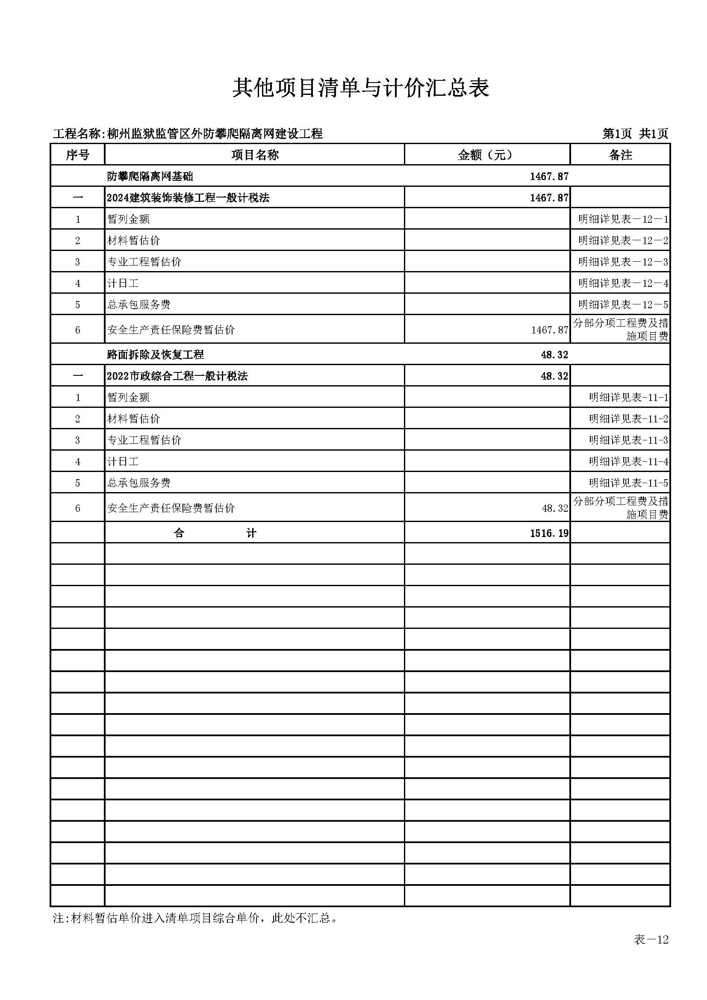 其他项目清单与计价汇总表
工程名称:柳州监狱监管区外防攀爬隔离网建设工程 第1页 共1页
序号 项目名称 金额（元） 备注
防攀爬隔离网基础 1467.87
一 2024建筑装饰装修工程一般计税法 1467.87
1 暂列金额 明细详见表－12－1
2 材料暂估价 明细详见表－12－2
3 专业工程暂估价 明细详见表－12－3
4 计日工 明细详见表－12－4
5 总承包服务费 明细详见表－12－5
6 安全生产责任保险费暂估价 1467.87 分部分项工程费及措
施项目费
路面拆除及恢复工程 48.32
一 2022市政综合工程一般计税法 48.32
1 暂列金额 明细详见表-11-1
2 材料暂估价 明细详见表-11-2
3 专业工程暂估价 明细详见表-11-3
4 计日工 明细详见表-11-4
5 总承包服务费 明细详见表-11-5
6 安全生产责任保险费暂估价 48.32 分部分项工程费及措
施项目费
合 计 1516.19
注:材料暂估单价进入清单项目综合单价，此处不汇总。
表－12